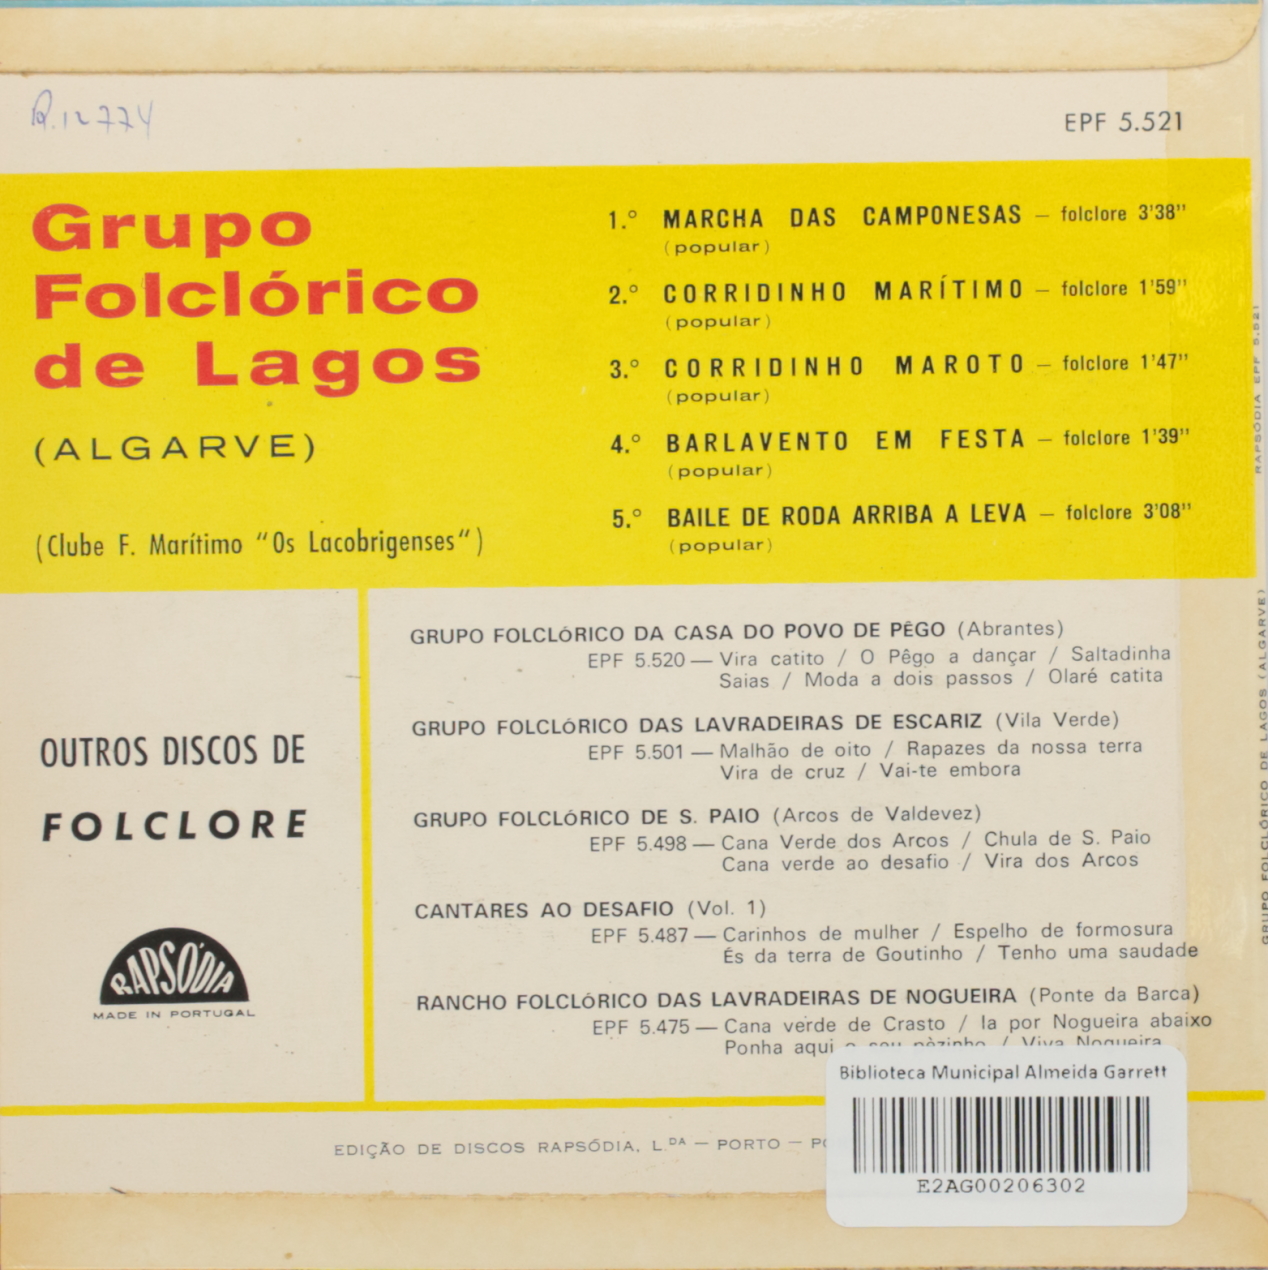 R.12774
EPF 5.521
Grupo
Folclórico
de Lagos
(ALGARVE)
(Clube F. Marítimo "Os Lacobrigenses")
1.º MARCHA DAS CAMPONESAS — folclore 3'38"
(popular)
2.º CORRIDINHO MARÍTIMO — folclore 1'59"
(popular)
3.º CORRIDINHO MAROTO — folclore 1'47"
(popular)
4.º BARLAVENTO EM FESTA — folclore 1'39"
(popular)
5.º BAILE DE RODA ARRIBA A LEVA — folclore 3'08"
(popular)
OUTROS DISCOS DE
FOLCLORE
RAPSÓDIA
MADE IN PORTUGAL
GRUPO FOLCLÓRICO DA CASA DO POVO DE PÊGO (Abrantes)
EPF 5.520 — Vira catito / O Pêgo a dançar / Saltadinha
Saias / Moda a dois passos / Olaré catita
GRUPO FOLCLÓRICO DAS LAVRADEIRAS DE ESCARIZ (Vila Verde)
EPF 5.501 — Malhão de oito / Rapazes da nossa terra
Vira de cruz / Vai-te embora
GRUPO FOLCLÓRICO DE S. PAIO (Arcos de Valdevez)
EPF 5.498 — Cana Verde dos Arcos / Chula de S. Paio
Cana verde ao desafio / Vira dos Arcos
CANTARES AO DESAFIO (Vol. 1)
EPF 5.487 — Carinhos de mulher / Espelho de formosura
És da terra de Goutinho / Tenho uma saudade
RANCHO FOLCLÓRICO DAS LAVRADEIRAS DE NOGUEIRA (Ponte da Barca)
EPF 5.475 — Cana verde de Crasto / Ia por Nogueira abaixo
Ponha aqui o seu pèzinho / Viva Nogueira
EDIÇÃO DE DISCOS RAPSÓDIA, L.DA — PORTO —
Biblioteca Municipal Almeida Garrett
E2AG00206302
RAPSÓDIA EPF 5.521
GRUPO FOLCLÓRICO DE LAGOS (ALGARVE)